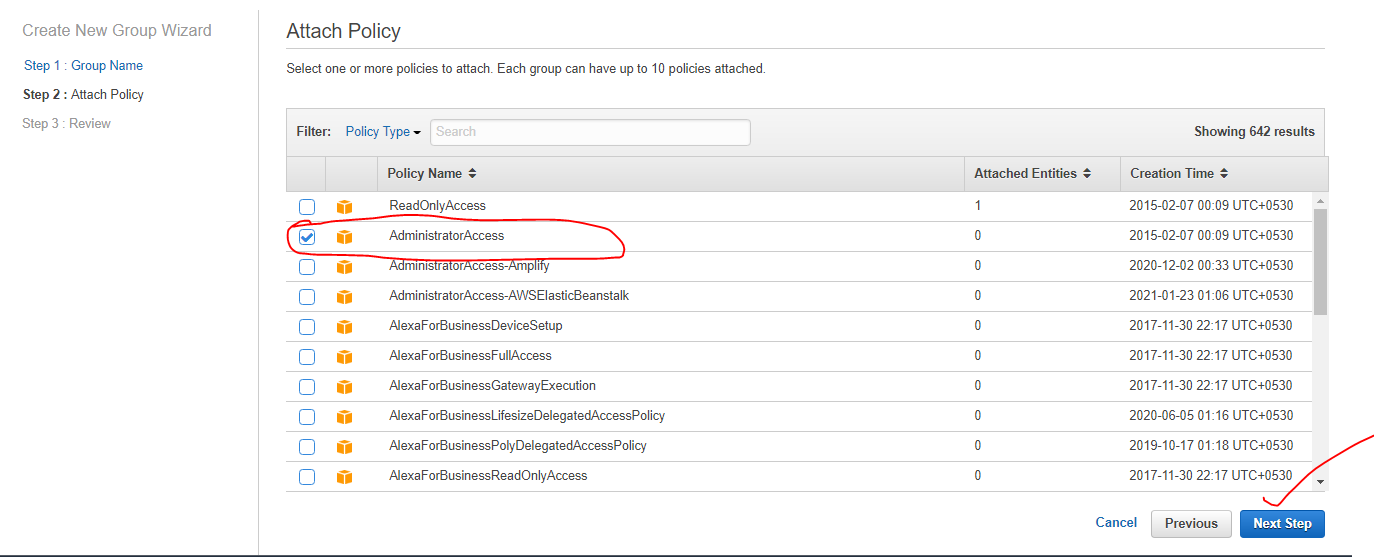 Create New Group Wizard
Step 1 : Group Name
Step 2 : Attach Policy
Step 3 : Review
Attach Policy
Select one or more policies to attach. Each group can have up to 10 policies attached.
Filter: Policy Type Search Showing 642 results
Policy Name Attached Entities Creation Time
ReadOnlyAccess 1 2015-02-07 00:09 UTC+0530
AdministratorAccess 0 2015-02-07 00:09 UTC+0530
AdministratorAccess-Amplify 0 2020-12-02 00:33 UTC+0530
AdministratorAccess-AWSElasticBeanstalk 0 2021-01-23 01:06 UTC+0530
AlexaForBusinessDeviceSetup 0 2017-11-30 22:17 UTC+0530
AlexaForBusinessFullAccess 0 2017-11-30 22:17 UTC+0530
AlexaForBusinessGatewayExecution 0 2017-11-30 22:17 UTC+0530
AlexaForBusinessLifesizeDelegatedAccessPolicy 0 2020-06-05 01:16 UTC+0530
AlexaForBusinessPolyDelegatedAccessPolicy 0 2019-10-17 01:18 UTC+0530
AlexaForBusinessReadOnlyAccess 0 2017-11-30 22:17 UTC+0530
Cancel Previous Next Step